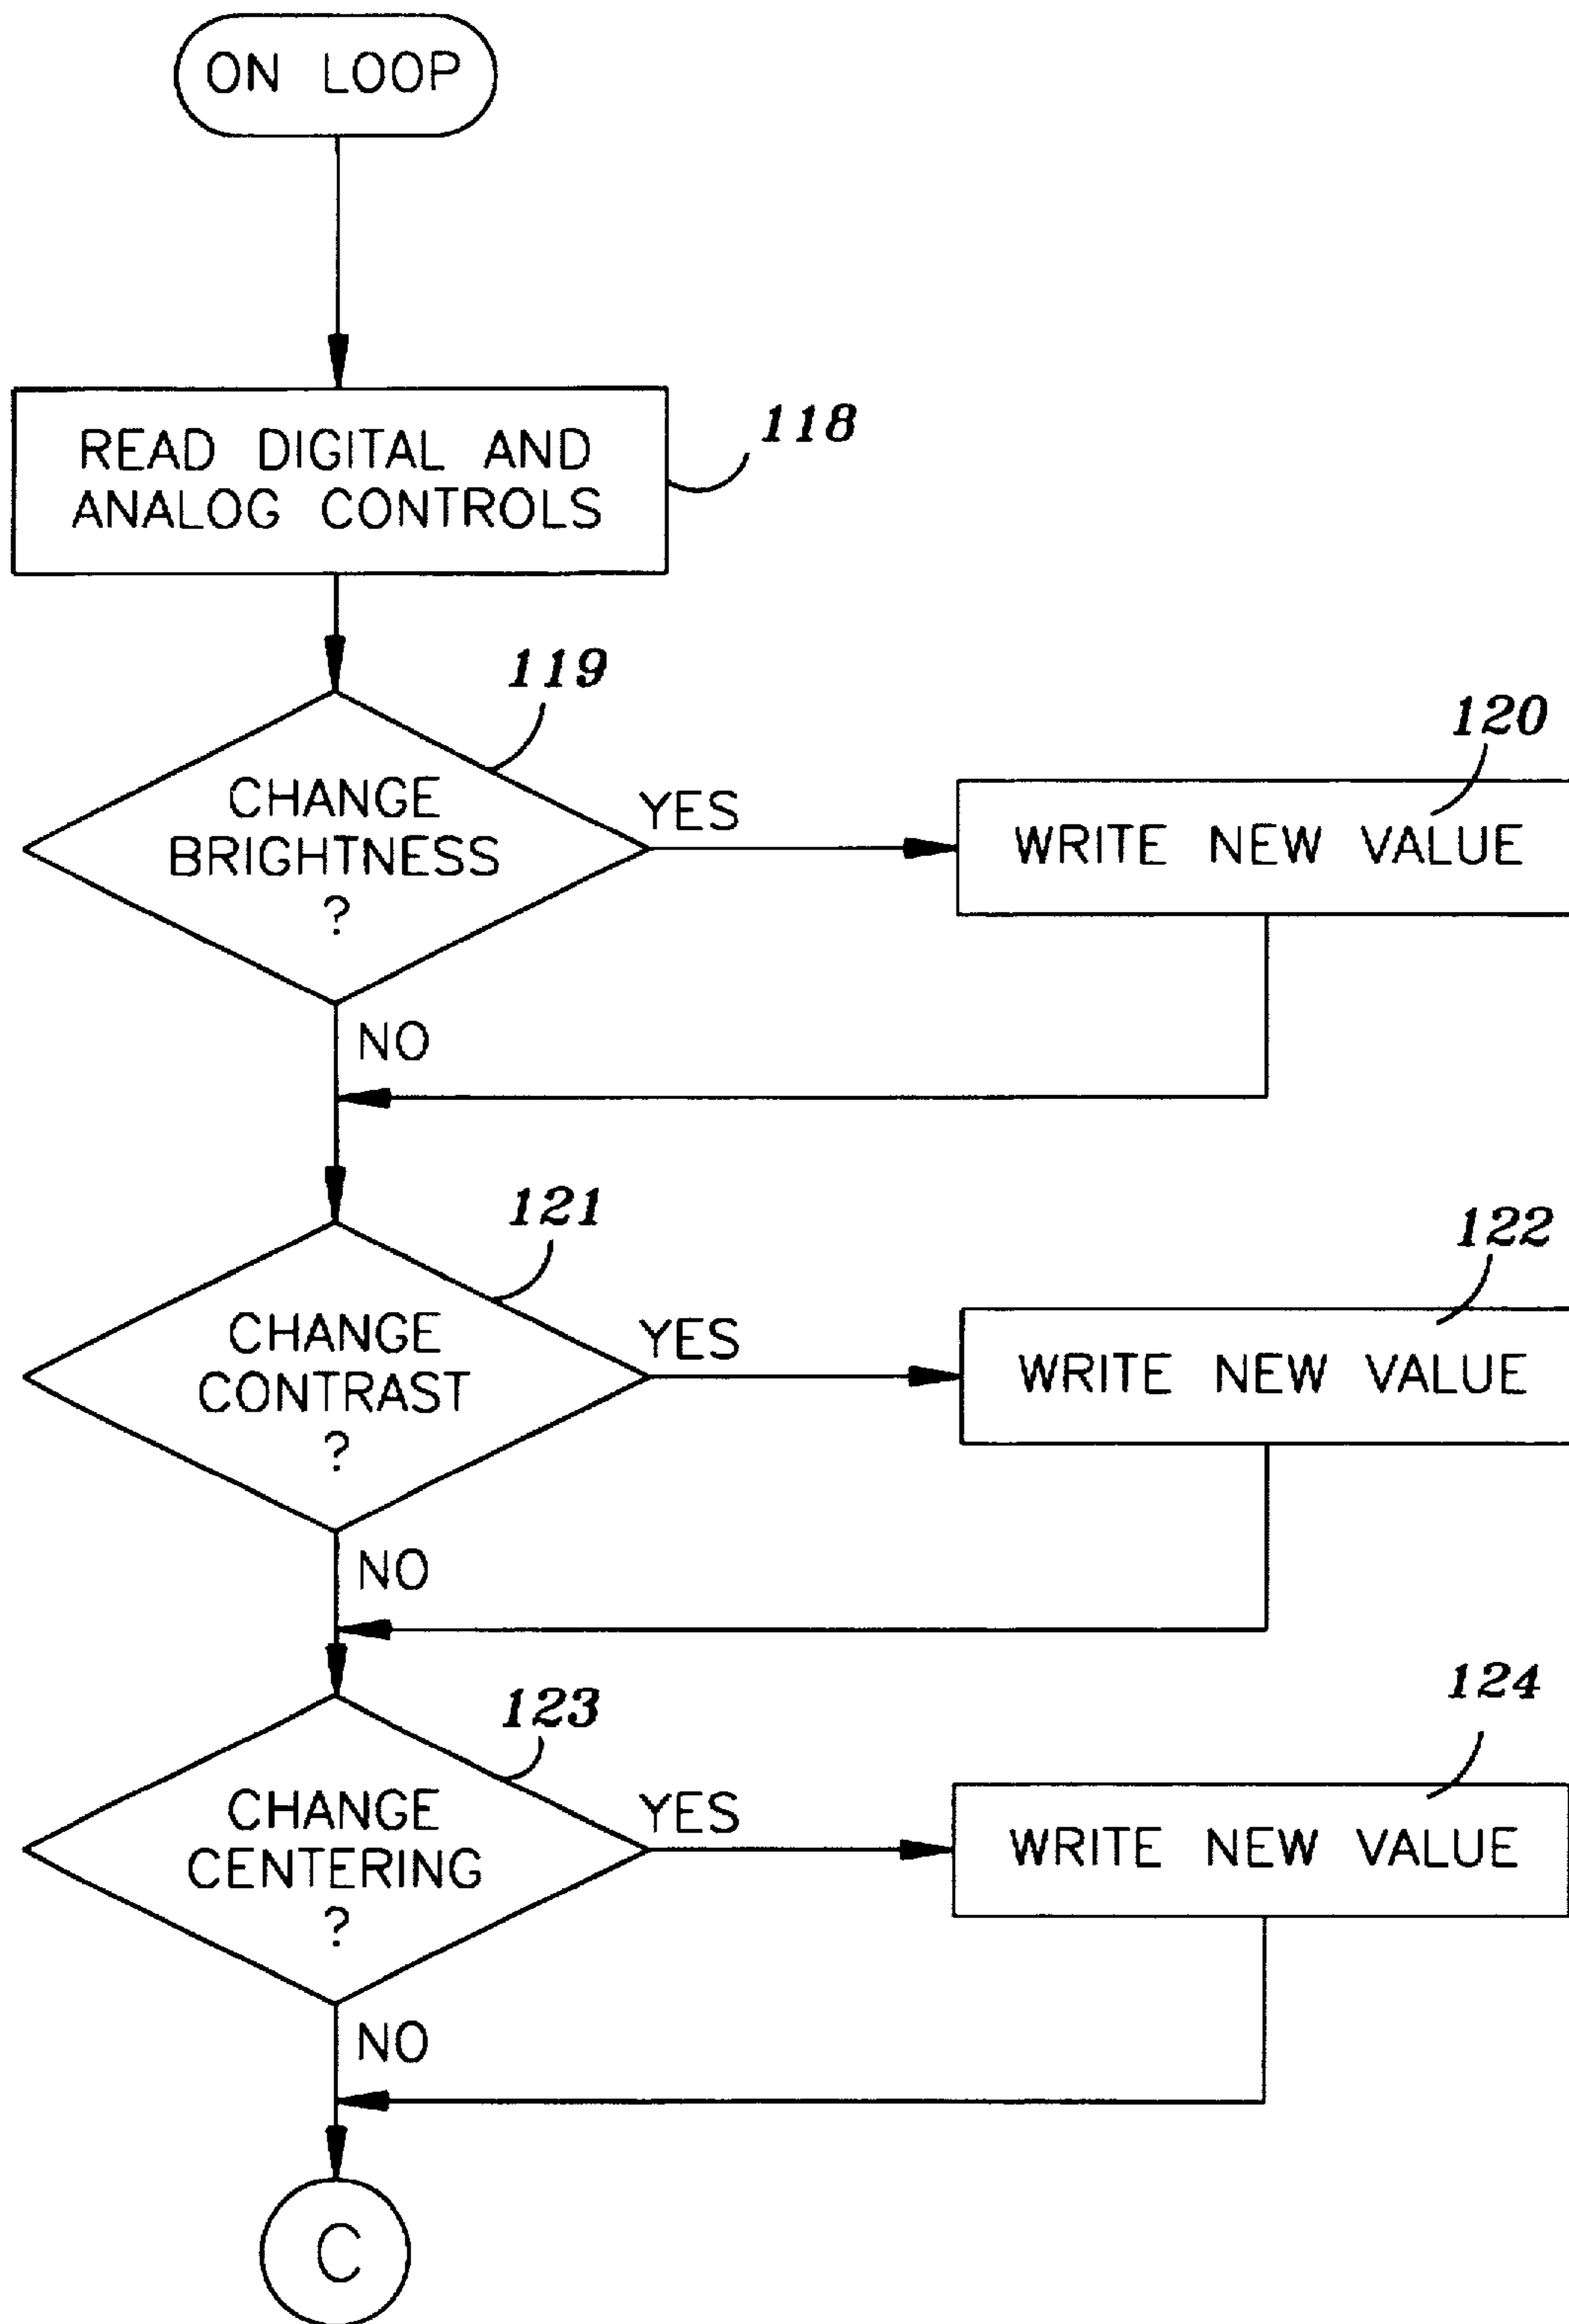 ON LOOP
READ DIGITAL AND
ANALOG CONTROLS
118
119
CHANGE
BRIGHTNESS
?
YES
120
WRITE NEW VALUE
NO
121
CHANGE
CONTRAST
?
YES
122
WRITE NEW VALUE
NO
123
CHANGE
CENTERING
?
YES
124
WRITE NEW VALUE
NO
C